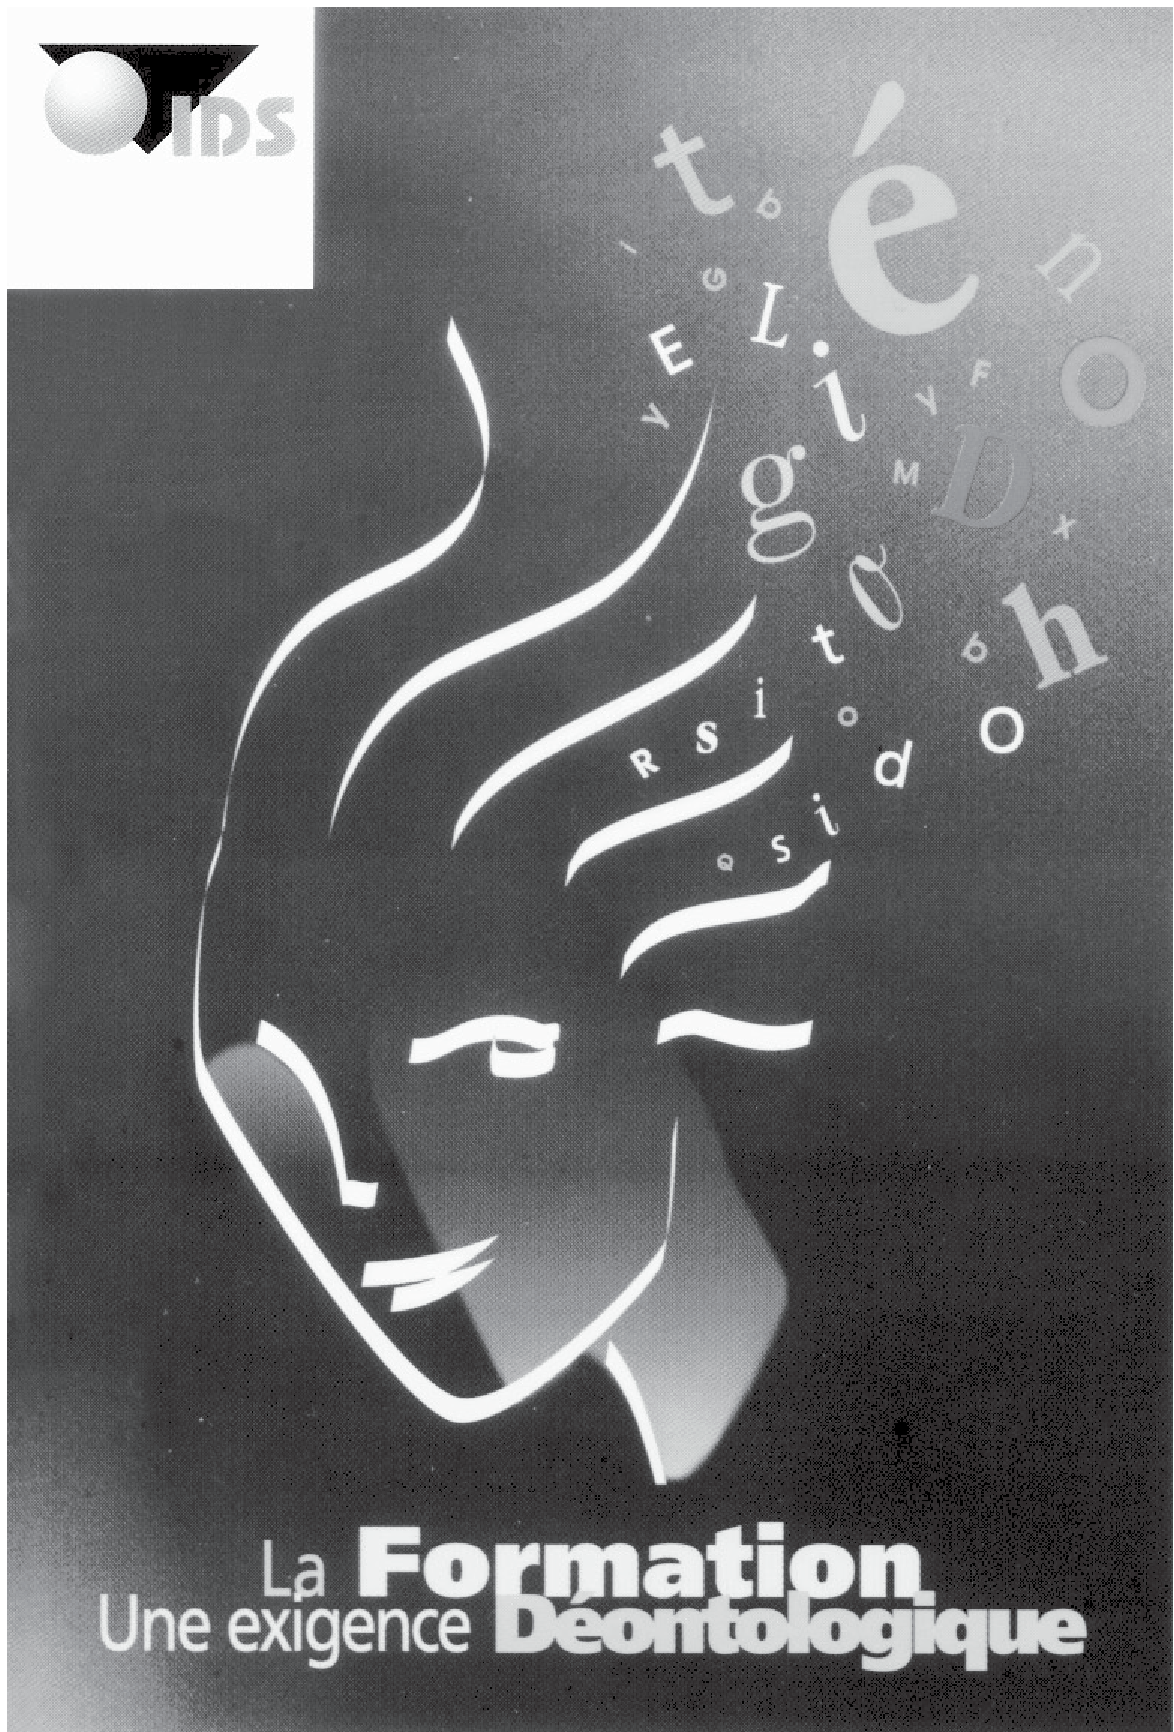 IDS
t
é
b
n
I
G
L
E
i
F
O
y
y
g
M
D
x
o
h
t
b
i
s
R
o
O
d
i
s
Q
La Formation
Une exigence Déontologique